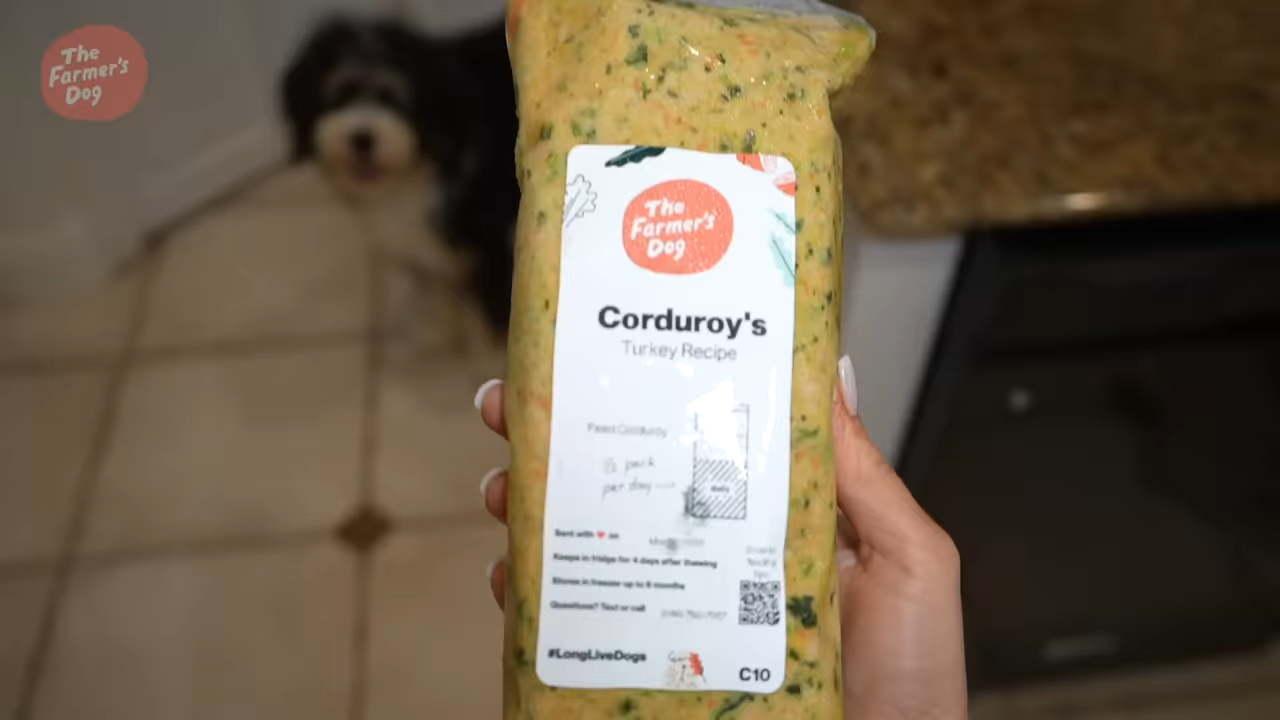 The
Farmer's
Dog
The
Farmer's
Dog
Corduroy's
Turkey Recipe
Feed Corduroy
½ pack
per day
Sent with on
Keeps in fridge for 4 days after thawing
Stores in freezer up to 6 months
Questions? Text or call
#LongLiveDogs
C10